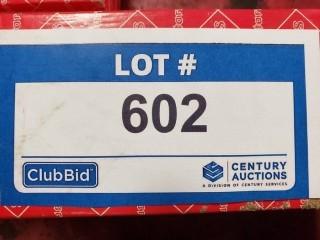 LOT #
602
ClubBid
CENTURY
AUCTIONS
A DIVISION OF CENTURY SERVICES